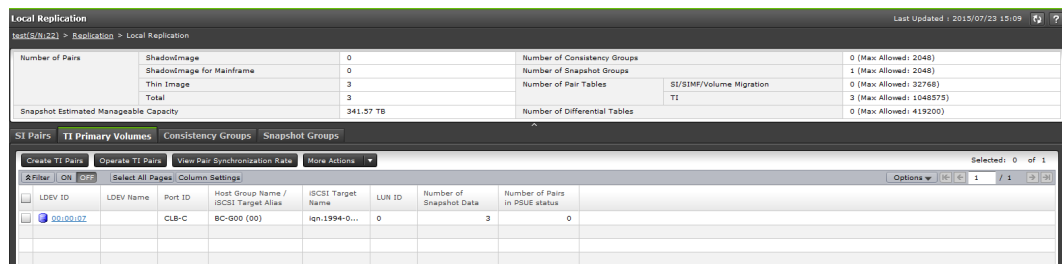 Local Replication Last Updated : 2015/07/23 15:09 ?
test(S/N:22) > Replication > Local Replication
Number of Pairs ShadowImage 0 Number of Consistency Groups 0 (Max Allowed: 2048)
ShadowImage for Mainframe 0 Number of Snapshot Groups 1 (Max Allowed: 2048)
Thin Image 3 Number of Pair Tables SI/SIMF/Volume Migration 0 (Max Allowed: 32768)
Total 3 TI 3 (Max Allowed: 1048575)
Snapshot Estimated Manageable Capacity 341.57 TB Number of Differential Tables 0 (Max Allowed: 419200)
SI Pairs TI Primary Volumes Consistency Groups Snapshot Groups
Create TI Pairs Operate TI Pairs View Pair Synchronization Rate More Actions Selected: 0 of 1
Filter ON OFF Select All Pages Column Settings Options 1 / 1
LDEV ID LDEV Name Port ID Host Group Name / iSCSI Target Alias iSCSI Target Name LUN ID Number of Snapshot Data Number of Pairs in PSUE status
00:00:07 CLB-C BC-G00 (00) iqn.1994-0... 0 3 0